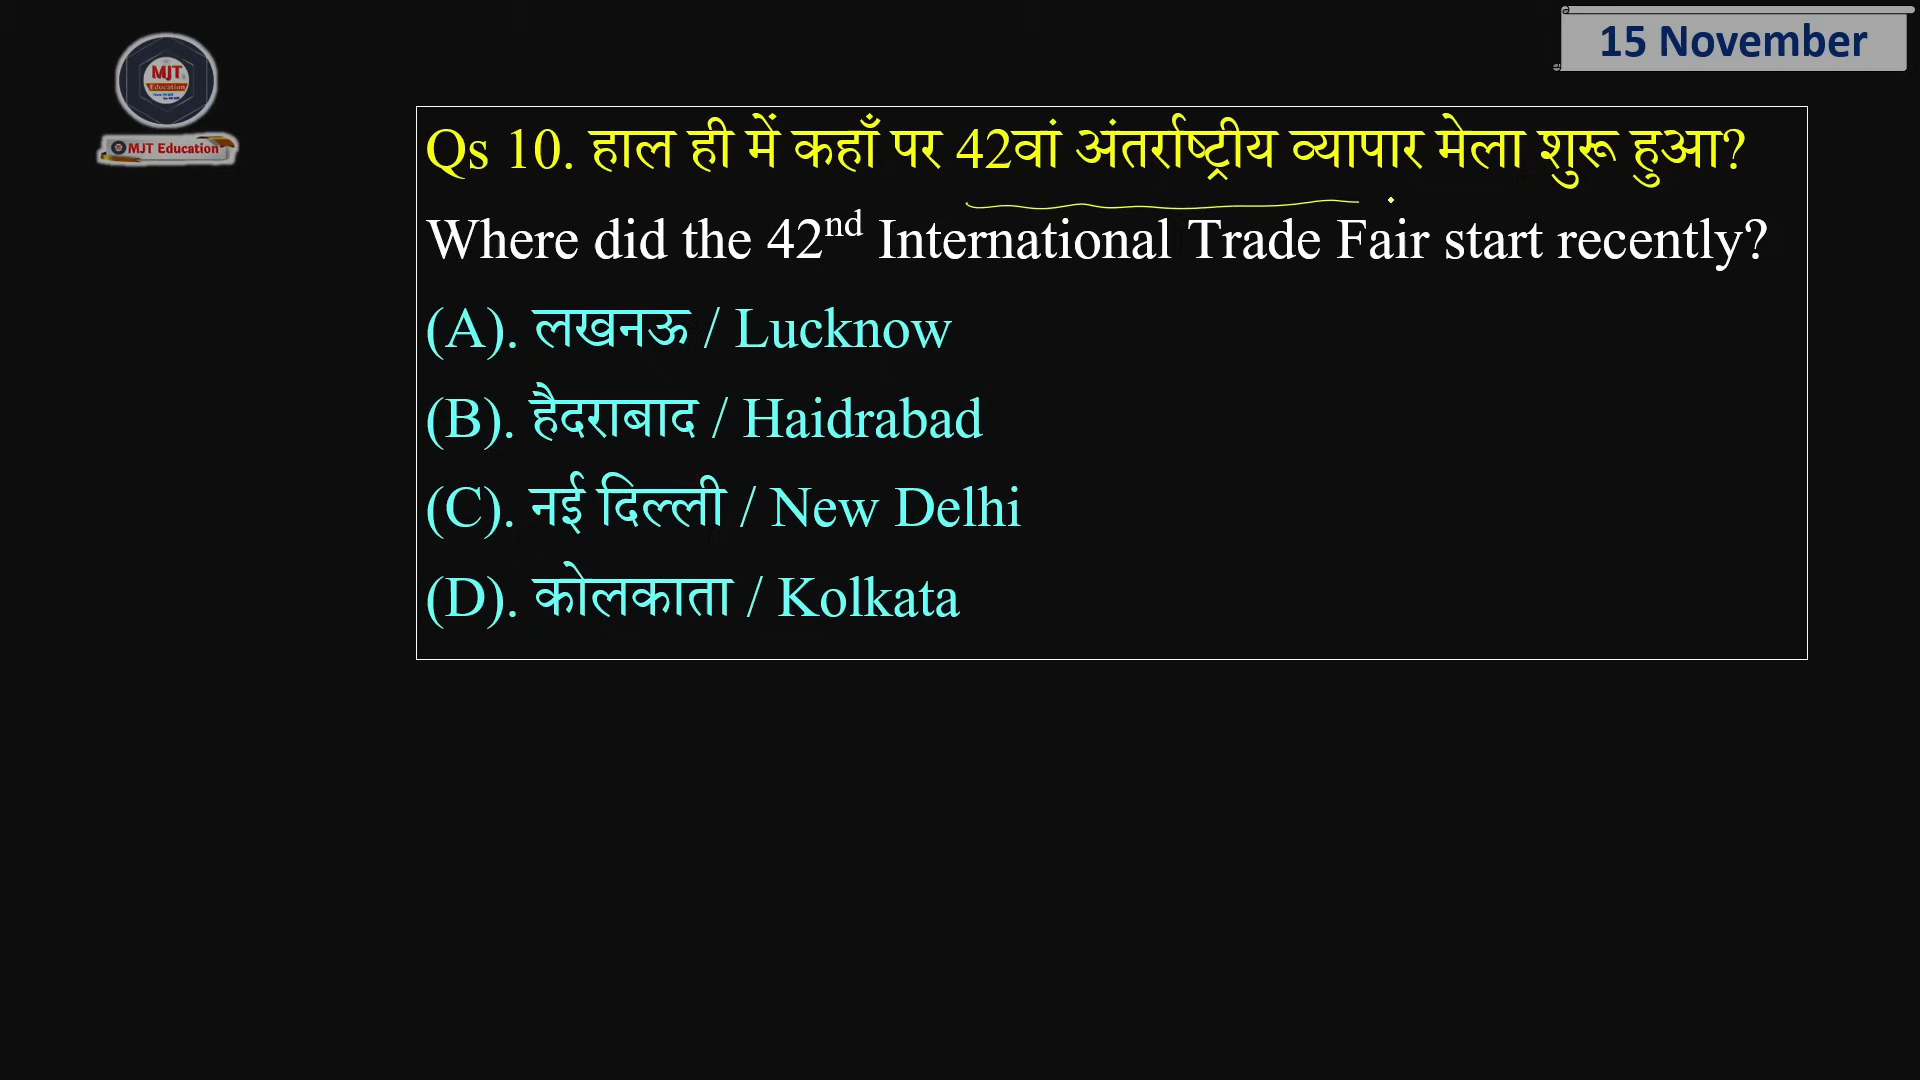 15 November
MJT
Education
MJT Education
Qs 10. हाल ही में कहाँ पर 42वां अंतर्राष्ट्रीय व्यापार मेला शुरू हुआ?
Where did the 42nd International Trade Fair start recently?
(A). लखनऊ / Lucknow
(B). हैदराबाद / Haidrabad
(C). नई दिल्ली / New Delhi
(D). कोलकाता / Kolkata